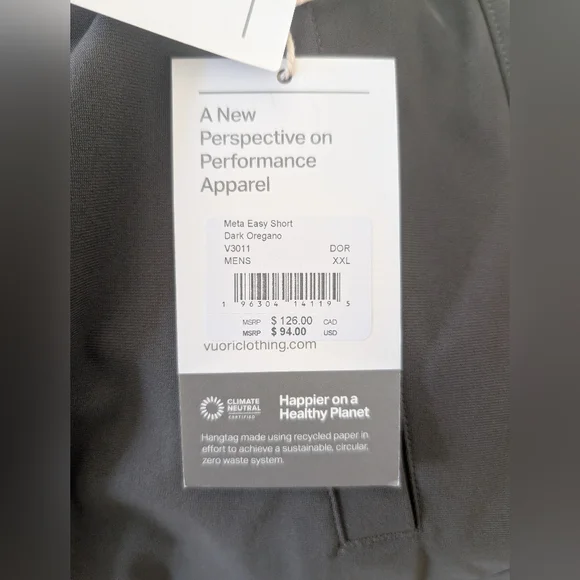 A New
Perspective on
Performance
Apparel
Meta Easy Short
Dark Oregano
V3011 DOR
MENS XXL
1 96304 14119 5
MSRP $ 126.00 CAD
MSRP $ 94.00 USD
vuoriclothing.com
CLIMATE
NEUTRAL
CERTIFIED
Happier on a
Healthy Planet
Hangtag made using recycled paper in
effort to achieve a sustainable, circular,
zero waste system.